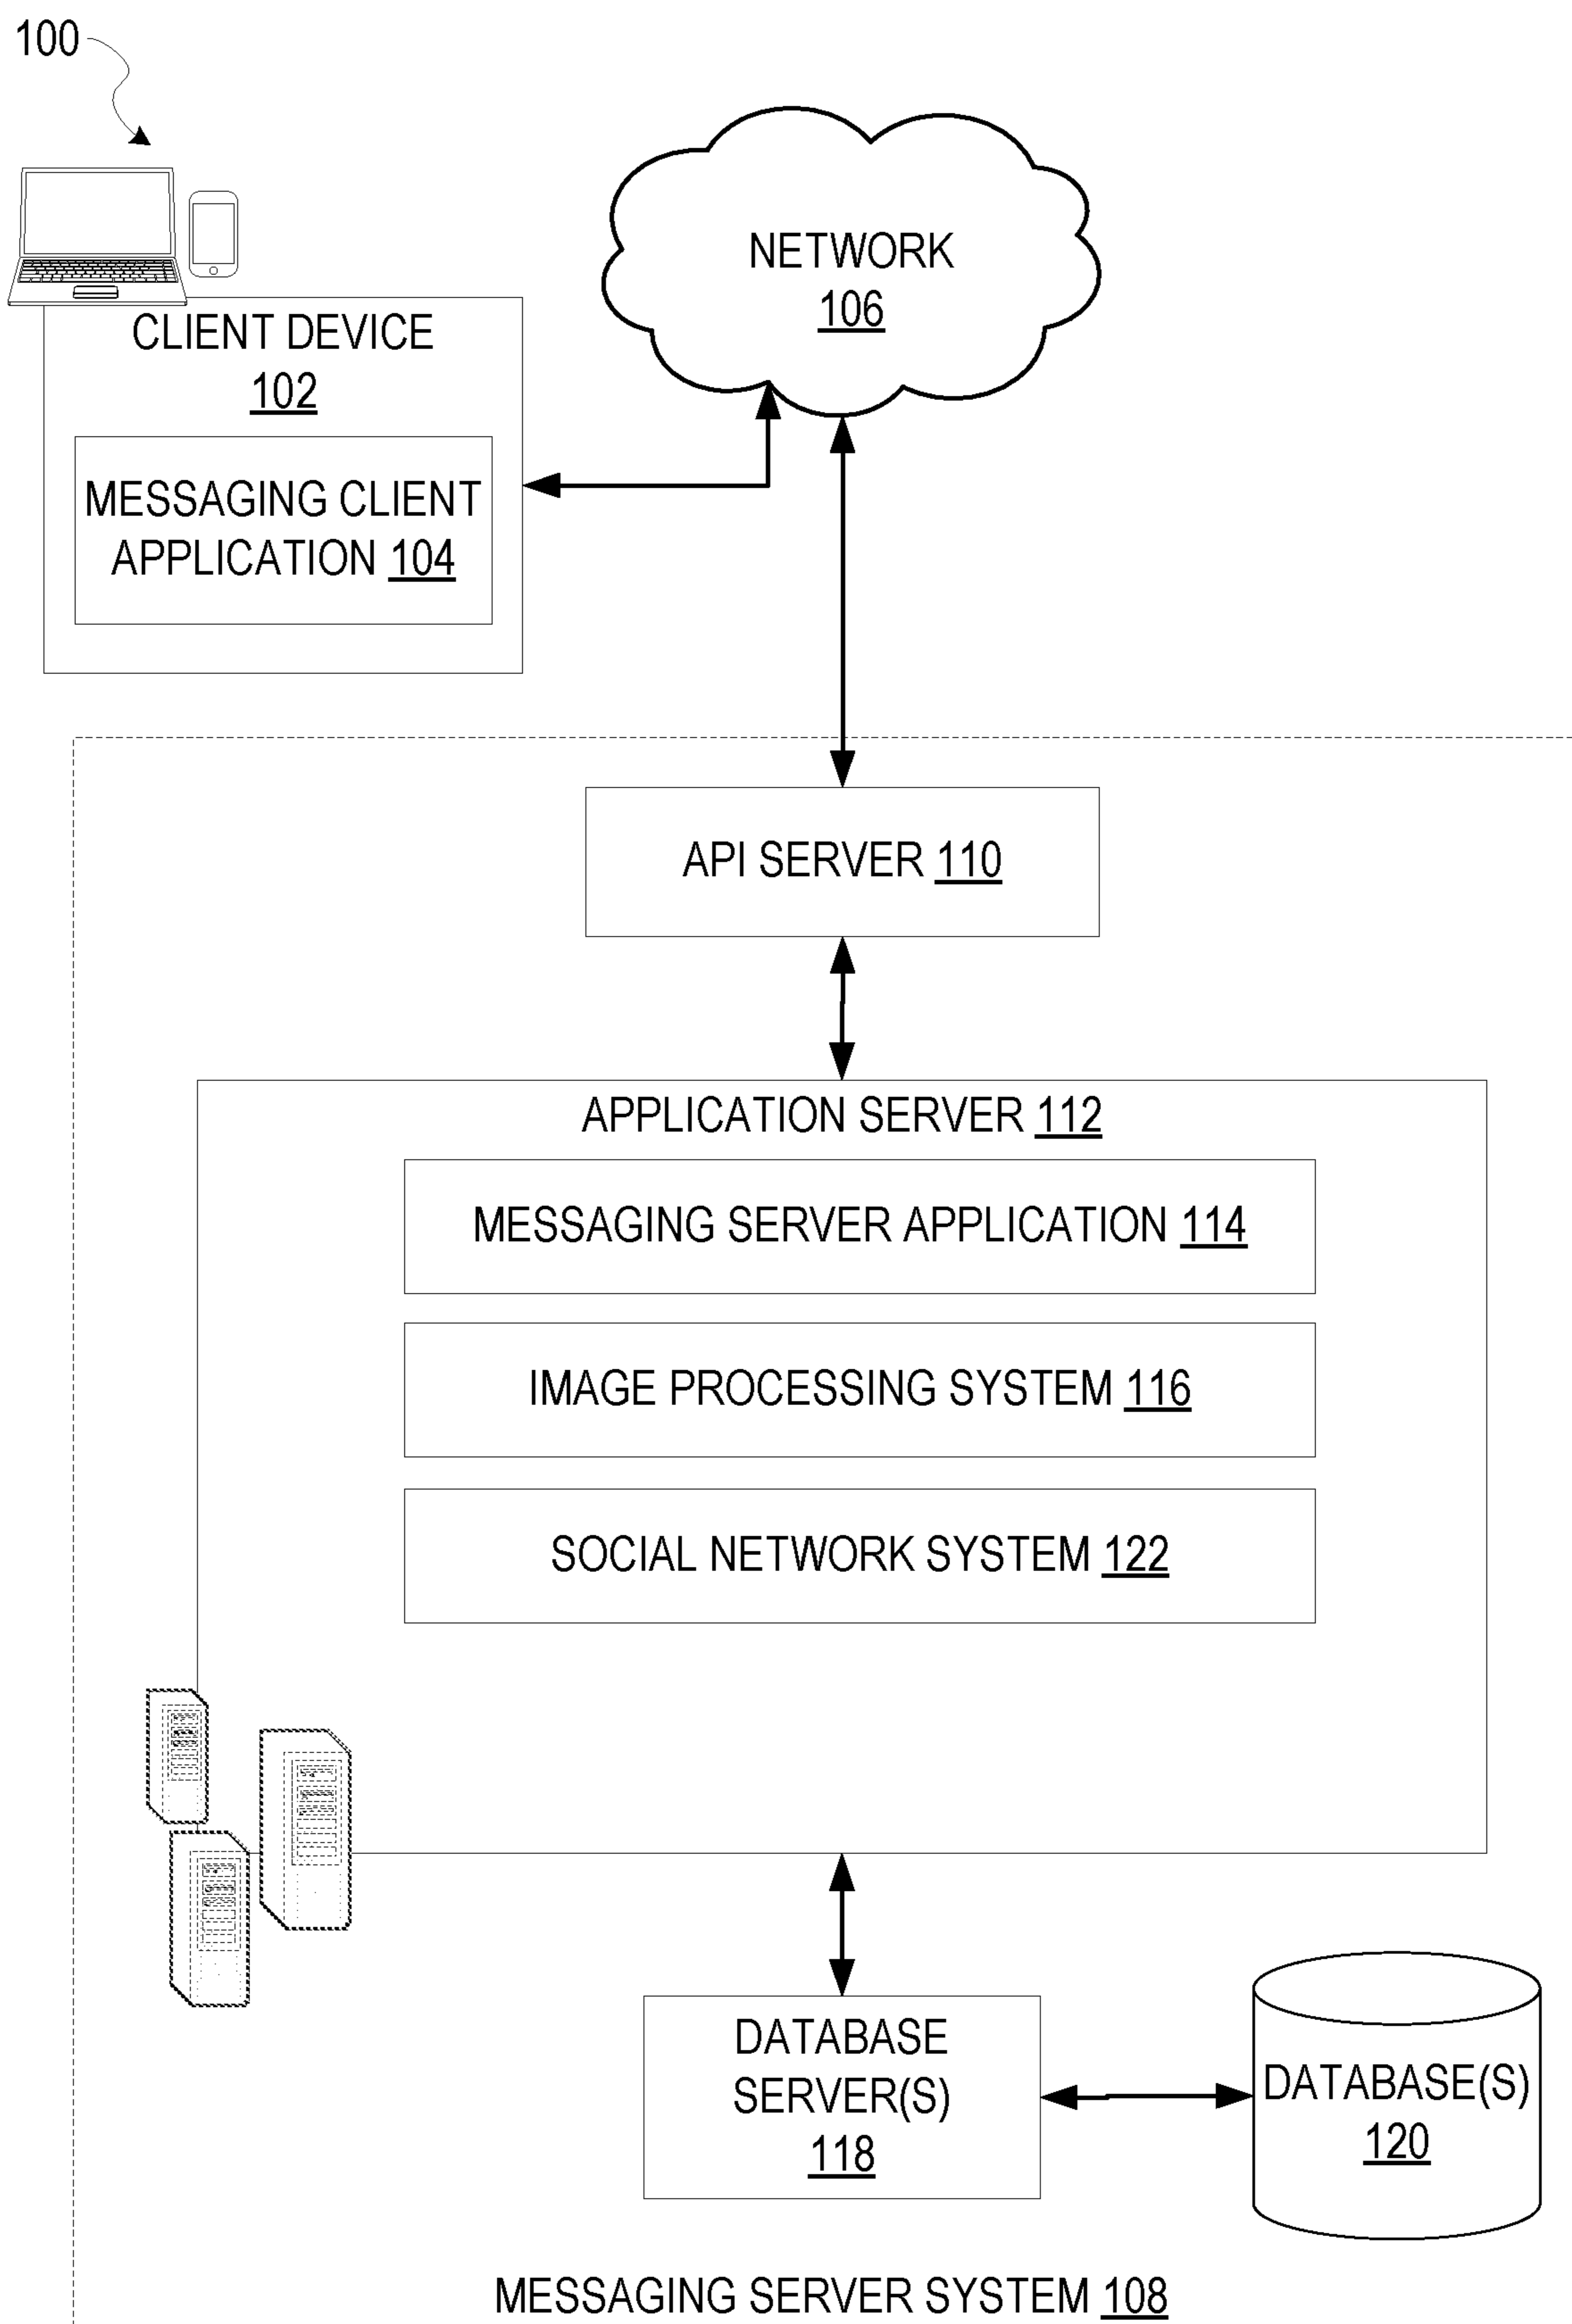 100
NETWORK
106
CLIENT DEVICE
102
MESSAGING CLIENT
APPLICATION 104
API SERVER 110
APPLICATION SERVER 112
MESSAGING SERVER APPLICATION 114
IMAGE PROCESSING SYSTEM 116
SOCIAL NETWORK SYSTEM 122
DATABASE
SERVER(S)
118
DATABASE(S)
120
MESSAGING SERVER SYSTEM 108